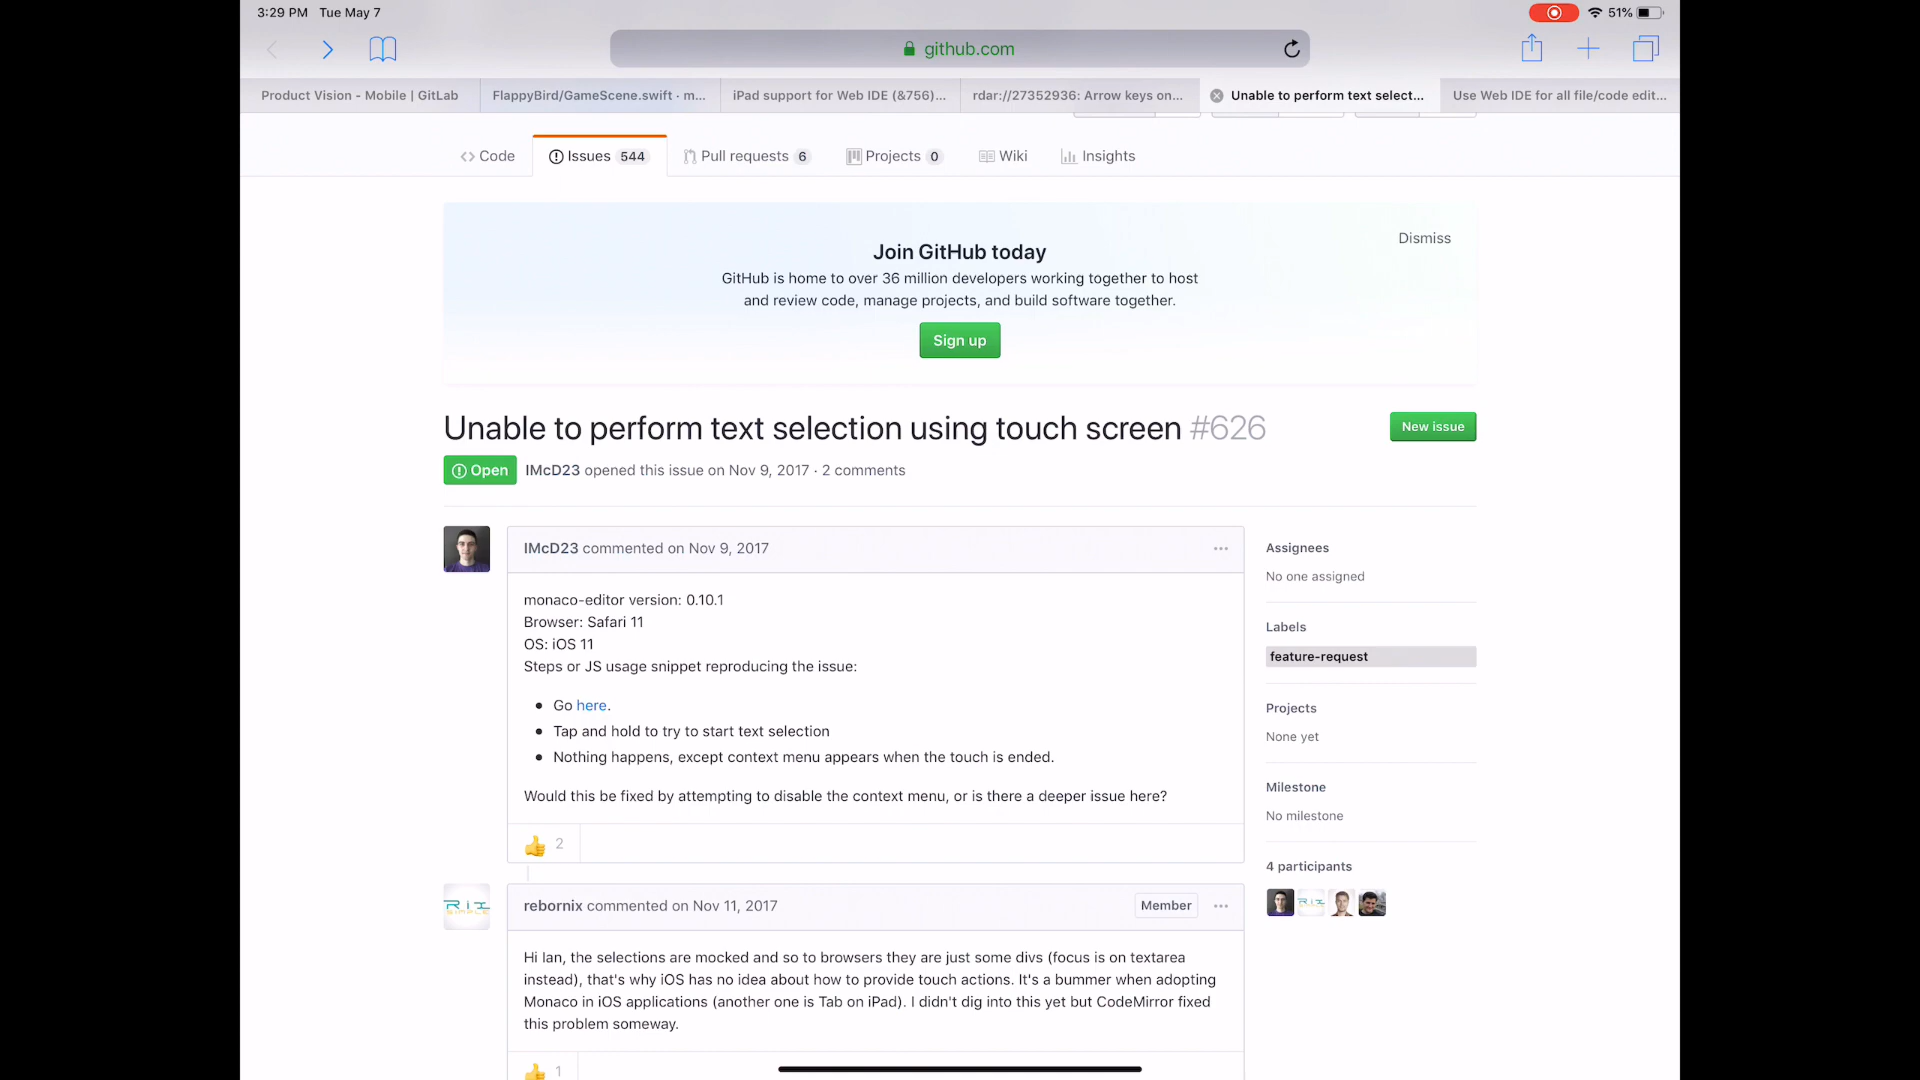 3:29 PM Tue May 7
51%
github.com
Product Vision - Mobile | GitLab
FlappyBird/GameScene.swift · m...
iPad support for Web IDE (&756)...
rdar://27352936: Arrow keys on...
Unable to perform text select...
Use Web IDE for all file/code edit...
Code
Issues 544
Pull requests 6
Projects 0
Wiki
Insights
Join GitHub today
Dismiss
GitHub is home to over 36 million developers working together to host
and review code, manage projects, and build software together.
Sign up
Unable to perform text selection using touch screen #626
New issue
Open
IMcD23 opened this issue on Nov 9, 2017 · 2 comments
IMcD23 commented on Nov 9, 2017
monaco-editor version: 0.10.1
Browser: Safari 11
OS: iOS 11
Steps or JS usage snippet reproducing the issue:
• Go here.
• Tap and hold to try to start text selection
• Nothing happens, except context menu appears when the touch is ended.
Would this be fixed by attempting to disable the context menu, or is there a deeper issue here?
👍 2
Assignees
No one assigned
Labels
feature-request
Projects
None yet
Milestone
No milestone
4 participants
RIX
SIMPLE
rebornix commented on Nov 11, 2017
Member
Hi Ian, the selections are mocked and so to browsers they are just some divs (focus is on textarea
instead), that's why iOS has no idea about how to provide touch actions. It's a bummer when adopting
Monaco in iOS applications (another one is Tab on iPad). I didn't dig into this yet but CodeMirror fixed
this problem someway.
👍 1